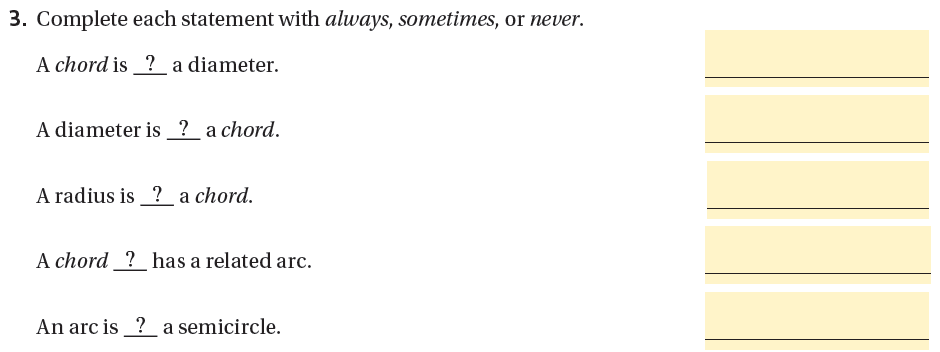 3. Complete each statement with always, sometimes, or never.
A chord is ? a diameter.
A diameter is ? a chord.
A radius is ? a chord.
A chord ? has a related arc.
An arc is ? a semicircle.